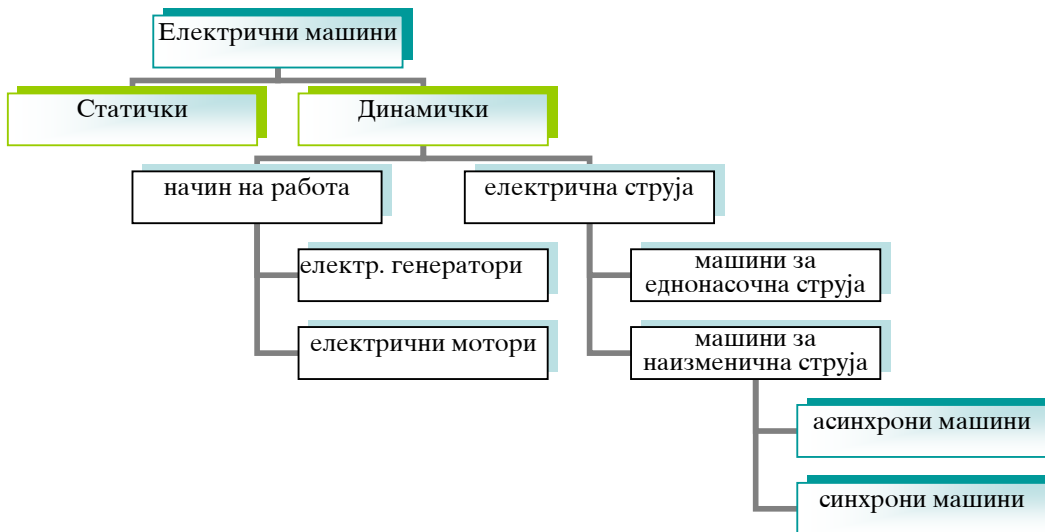 Електрични машини
Статички
Динамички
начин на работа
електрична струја
електр. генератори
машини за
еднонасочна струја
електрични мотори
машини за
наизменична струја
асинхрони машини
синхрони машини